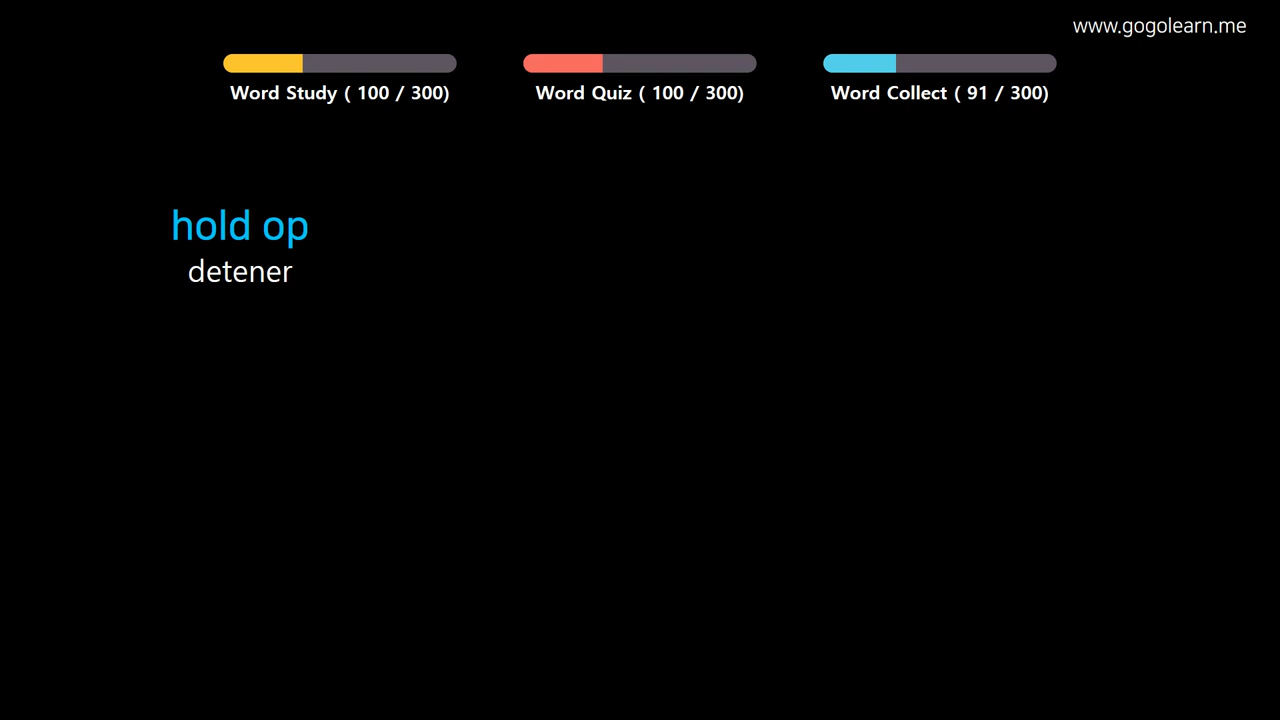 www.gogolearn.me
Word Study ( 100 / 300)
Word Quiz ( 100 / 300)
Word Collect ( 91 / 300)
hold op
detener